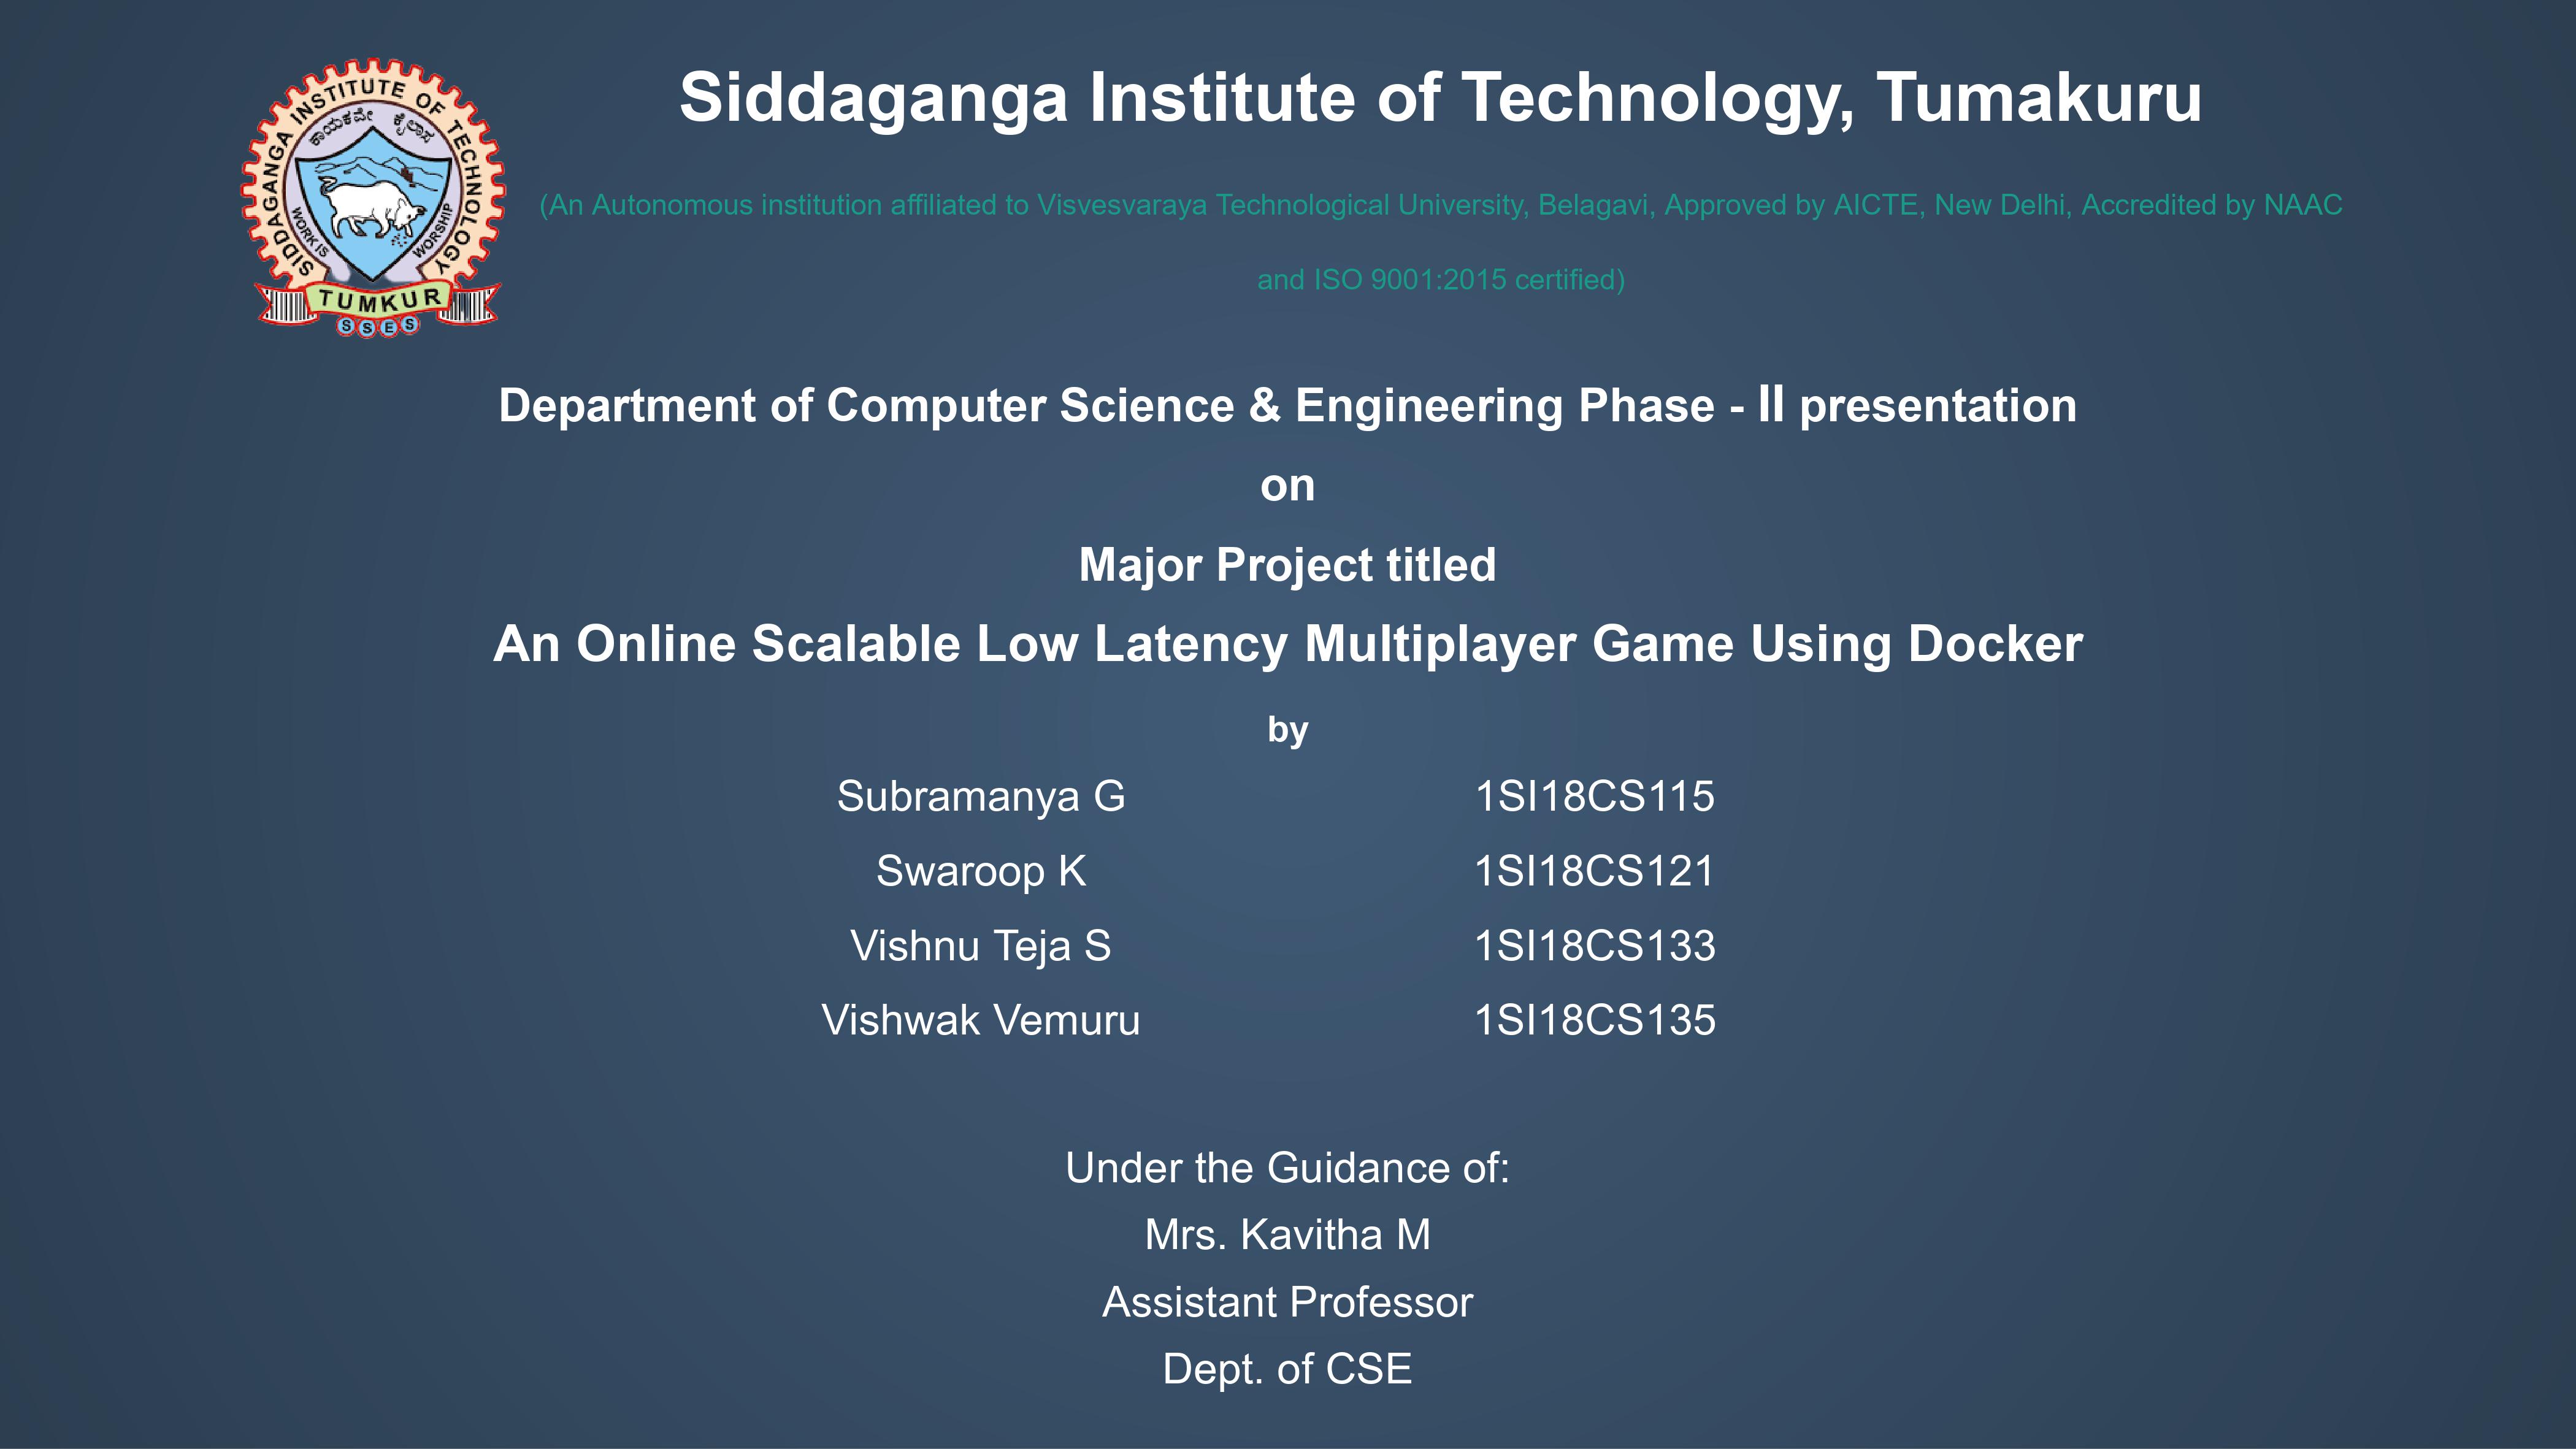 SIDDAGANGA INSTITUTE OF TECHNOLOGY
ಕಾಯಕವೇ ಕೈಲಾಸ
WORK IS WORSHIP
TUMKUR
SSES
Siddaganga Institute of Technology, Tumakuru
(An Autonomous institution affiliated to Visvesvaraya Technological University, Belagavi, Approved by AICTE, New Delhi, Accredited by NAAC
and ISO 9001:2015 certified)
Department of Computer Science & Engineering Phase - II presentation
on
Major Project titled
An Online Scalable Low Latency Multiplayer Game Using Docker
by
Subramanya G 1SI18CS115
Swaroop K 1SI18CS121
Vishnu Teja S 1SI18CS133
Vishwak Vemuru 1SI18CS135
Under the Guidance of:
Mrs. Kavitha M
Assistant Professor
Dept. of CSE